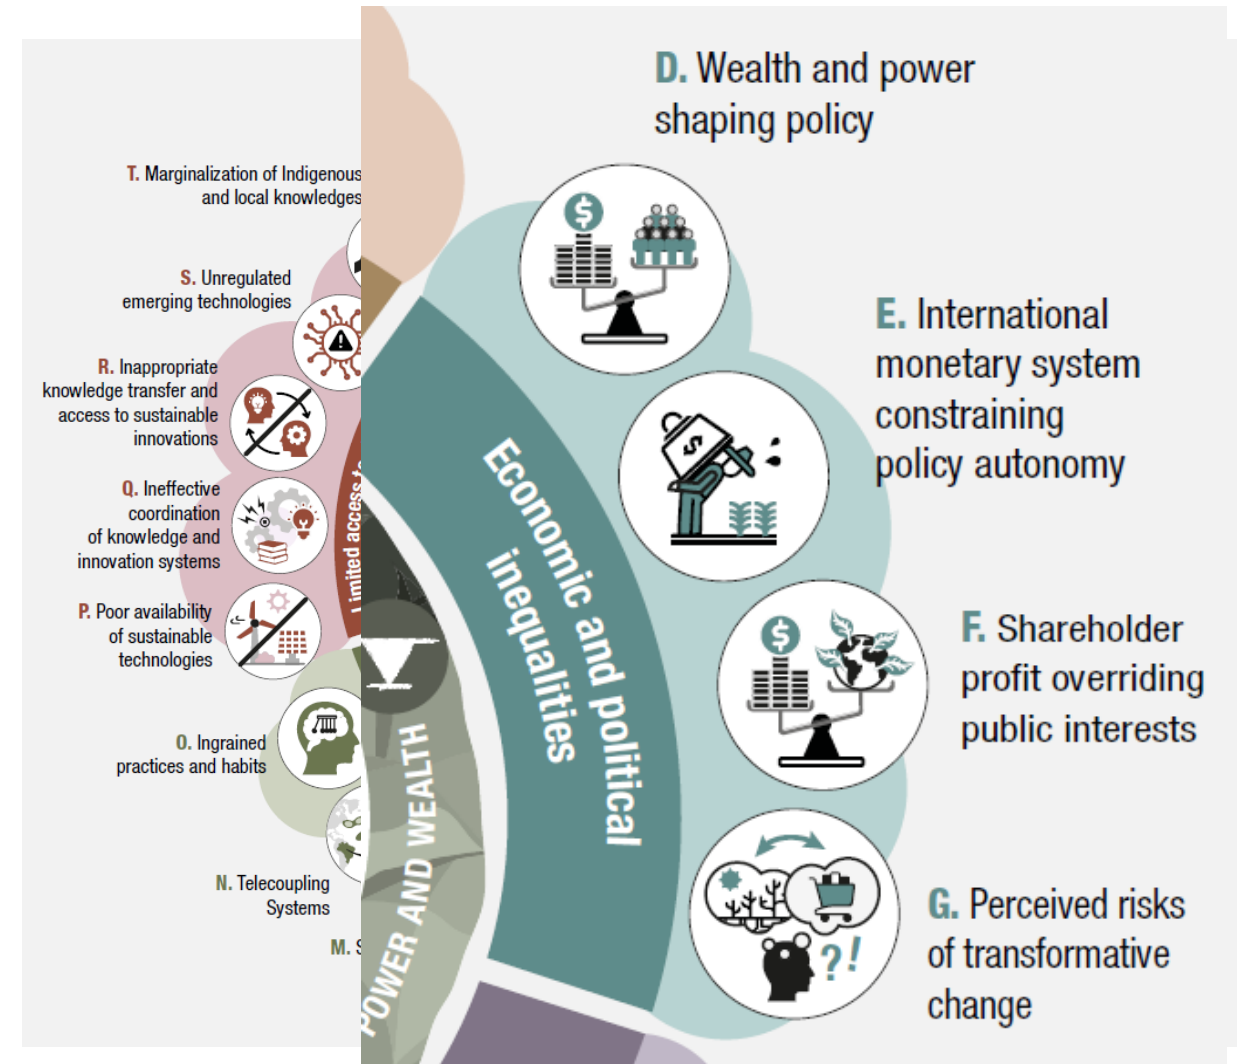 T. Marginalization of Indigenous
and local knowledges
S. Unregulated
emerging technologies
R. Inappropriate
knowledge transfer and
access to sustainable
innovations
Q. Ineffective
coordination
of knowledge and
innovation systems
P. Poor availability
of sustainable
technologies
O. Ingrained
practices and habits
N. Telecoupling
Systems
M. S
Limited access to
D. Wealth and power
shaping policy
E. International
monetary system
constraining
policy autonomy
F. Shareholder
profit overriding
public interests
G. Perceived risks
of transformative
change
Economic and political
inequalities
POWER AND WEALTH
$
$
$
?!